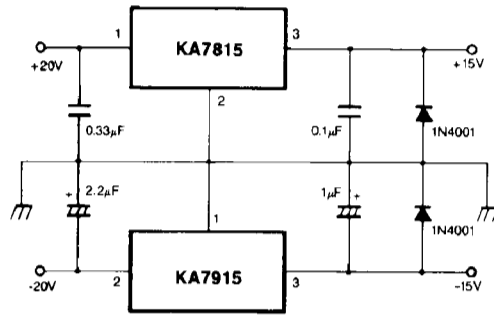 1
KA7815
3
+20V
+15V
2
0.33μF
0.1μF
1N4001
+
2.2μF
1μF
+
1N4001
1
-20V
2
KA7915
3
-15V